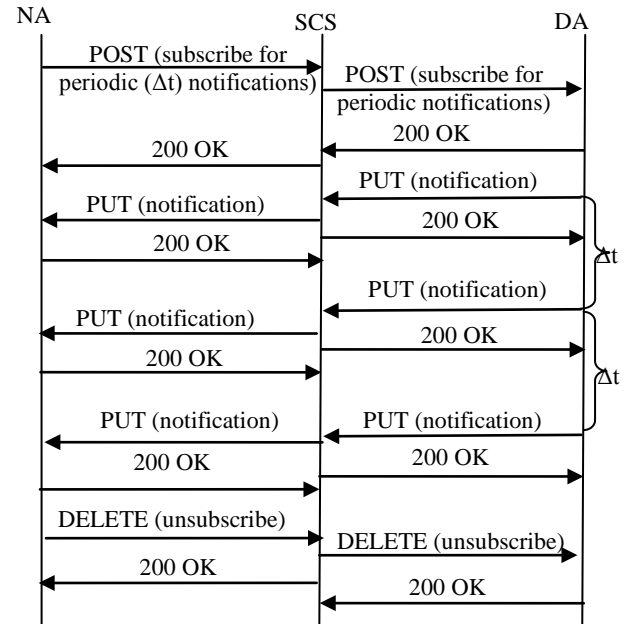 NA
SCS
DA
POST (subscribe for
periodic (Δt) notifications)
POST (subscribe for
periodic notifications)
200 OK
200 OK
PUT (notification)
PUT (notification)
200 OK
200 OK
Δt
PUT (notification)
PUT (notification)
200 OK
200 OK
Δt
PUT (notification)
PUT (notification)
200 OK
200 OK
DELETE (unsubscribe)
DELETE (unsubscribe)
200 OK
200 OK